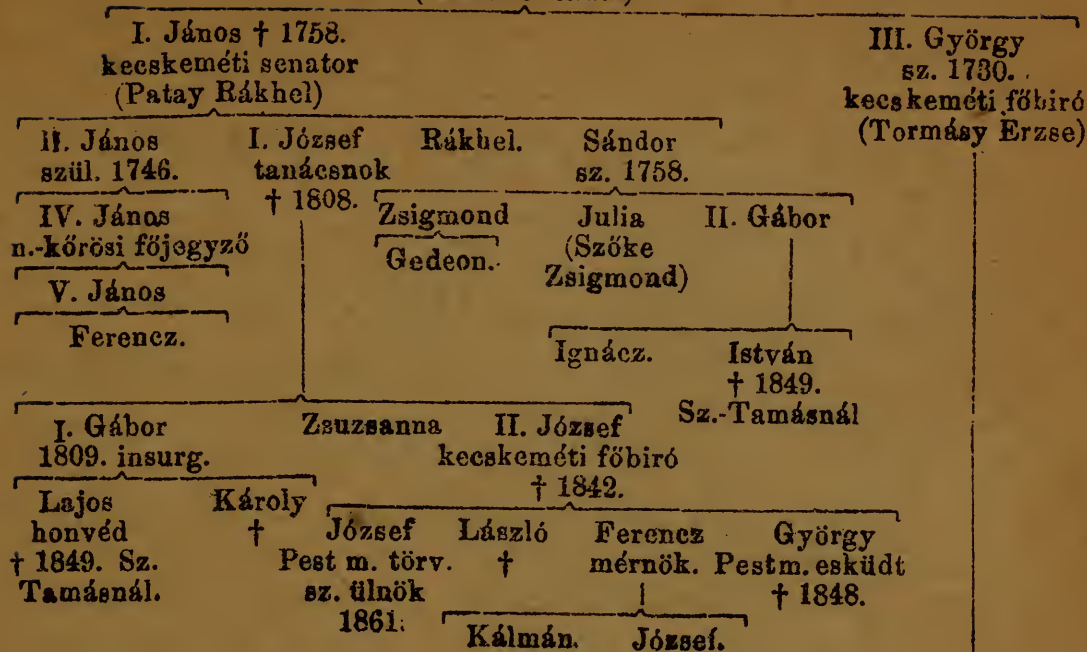 I. János † 1758.
kecskeméti senator
(Patay Rákhel)
III. György
sz. 1730.
kecskeméti főbiró
(Tormásy Erzse)
II. János
szül. 1746.
I. József
tanácsnok
† 1808.
Rákhel.
Sándor
sz. 1758.
IV. János
n.-kőrösi főjegyző
V. János
Ferencz.
Zsigmond
Gedeon.
Julia
(Szőke
Zsigmond)
II. Gábor
Ignácz.
István
† 1849.
Sz.-Tamásnál
I. Gábor
1809. insurg.
Zsuzsanna
II. József
kecskeméti főbiró
† 1842.
Lajos
honvéd
† 1849. Sz.
Tamásnál.
Károly
†
József
Pest m. törv.
sz. ülnök
1861.
László
†
Ferencz
mérnök.
György
Pestm. esküdt
† 1848.
Kálmán.
József.